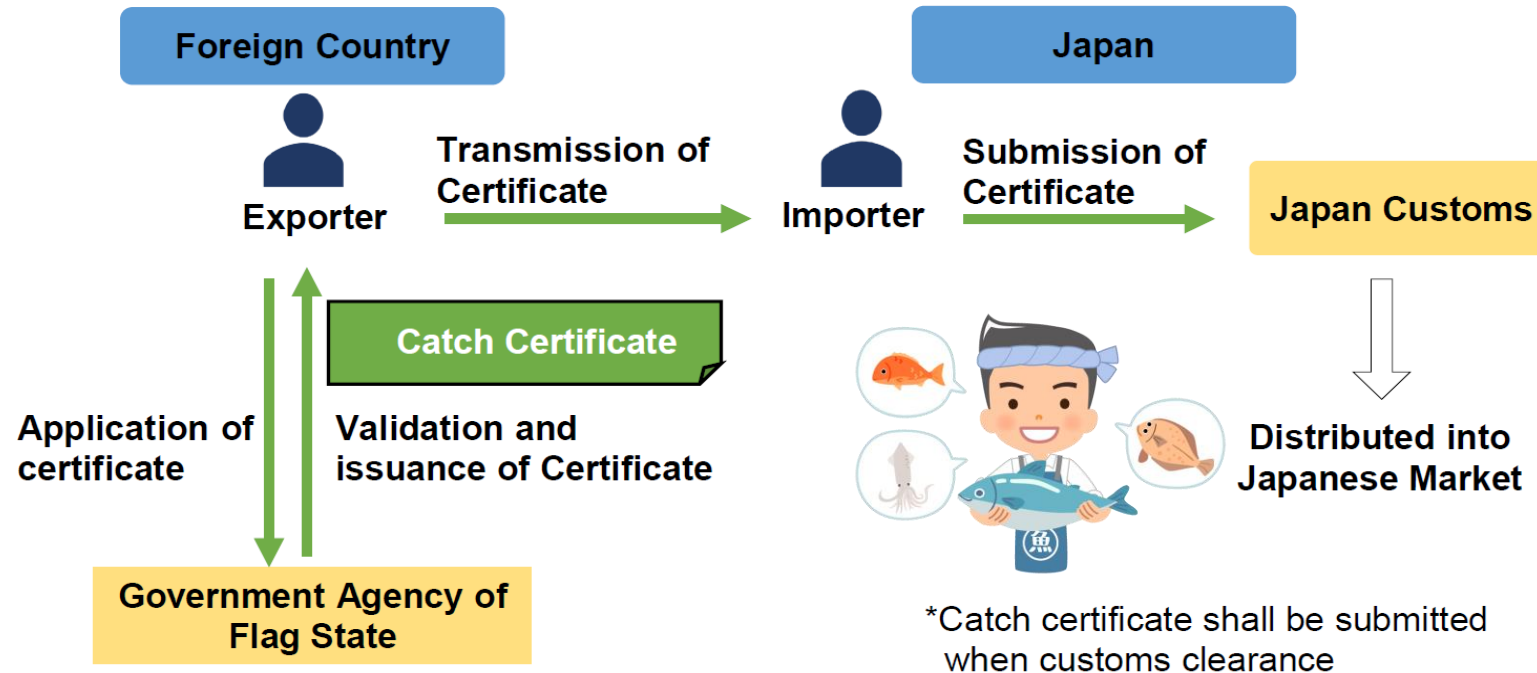 Foreign Country
Japan
Transmission of
Certificate
Submission of
Certificate
Exporter
Importer
Japan Customs
Catch Certificate
Application of
certificate
Validation and
issuance of Certificate
Distributed into
Japanese Market
魚
Government Agency of
Flag State
*Catch certificate shall be submitted
when customs clearance